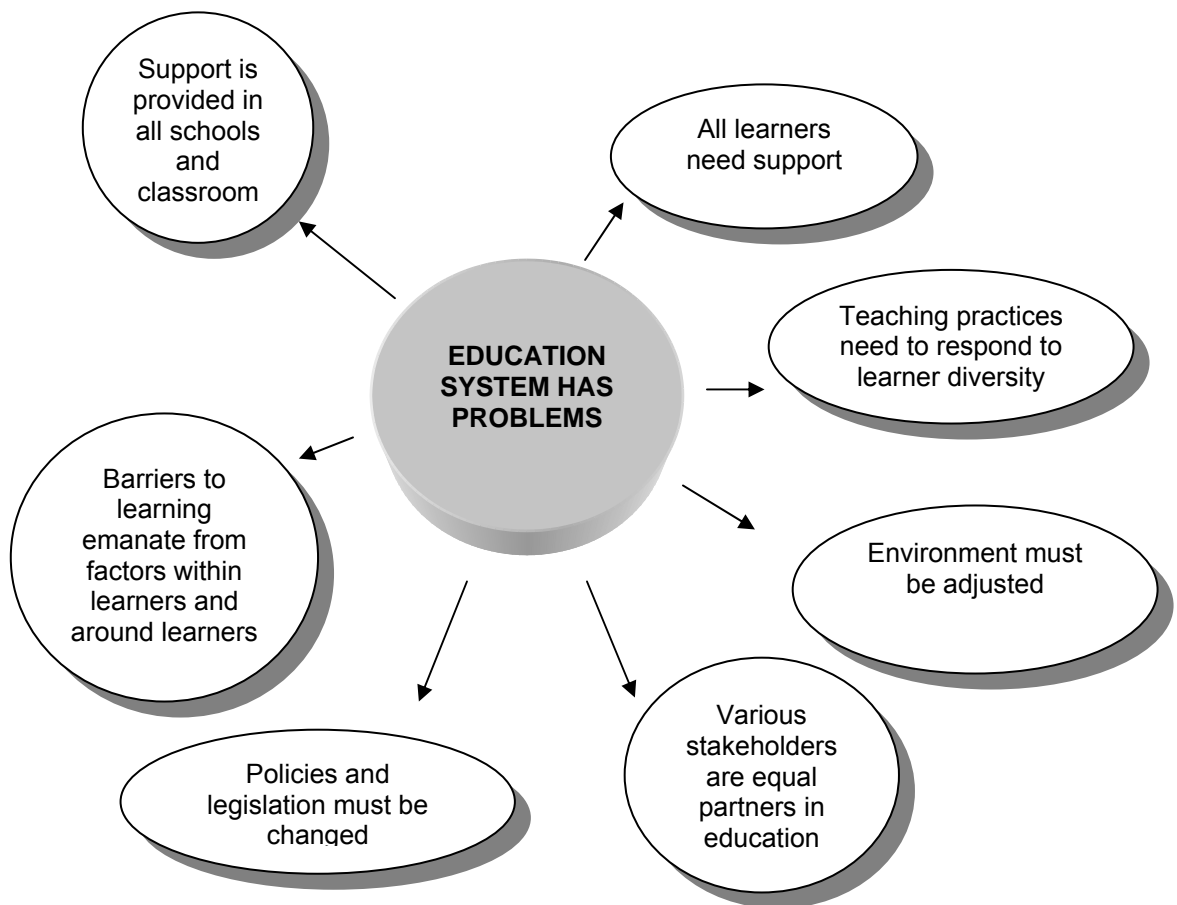 Support is
provided in
all schools
and
classroom
All learners
need support
EDUCATION
SYSTEM HAS
PROBLEMS
Teaching practices
need to respond to
learner diversity
Barriers to
learning
emanate from
factors within
learners and
around learners
Environment must
be adjusted
Policies and
legislation must be
changed
Various
stakeholders
are equal
partners in
education